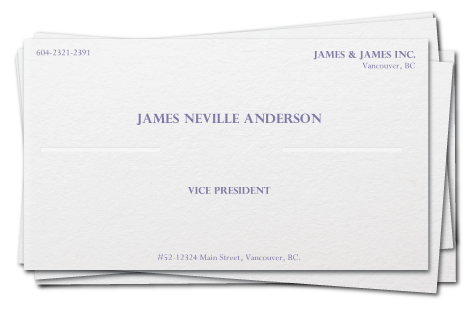 604-2321-2391
JAMES & JAMES INC.
Vancouver, BC
JAMES NEVILLE ANDERSON
VICE PRESIDENT
#52-12324 Main Street, Vancouver, BC.